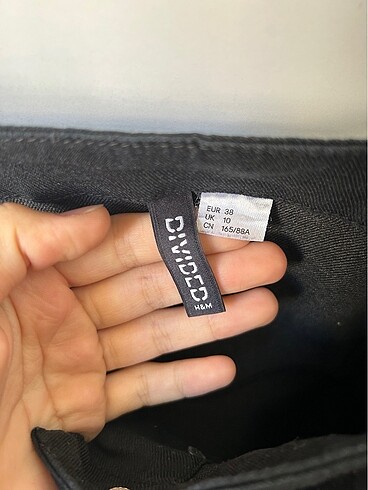 DIVIDED
H&M
EUR 38
UK 10
CN 165/88A